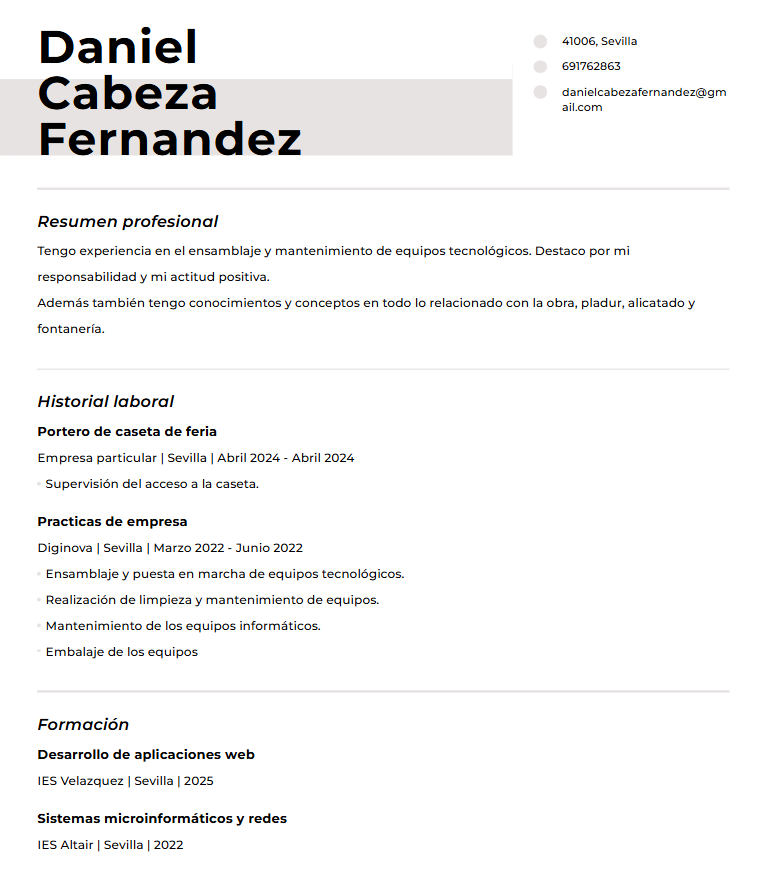 Daniel
Cabeza
Fernandez
41006, Sevilla
691762863
danielcabezafernandez@gm
ail.com
Resumen profesional
Tengo experiencia en el ensamblaje y mantenimiento de equipos tecnológicos. Destaco por mi
responsabilidad y mi actitud positiva.
Además también tengo conocimientos y conceptos en todo lo relacionado con la obra, pladur, alicatado y
fontanería.
Historial laboral
Portero de caseta de feria
Empresa particular | Sevilla | Abril 2024 - Abril 2024
Supervisión del acceso a la caseta.
Practicas de empresa
Diginova | Sevilla | Marzo 2022 - Junio 2022
Ensamblaje y puesta en marcha de equipos tecnológicos.
Realización de limpieza y mantenimiento de equipos.
Mantenimiento de los equipos informáticos.
Embalaje de los equipos
Formación
Desarrollo de aplicaciones web
IES Velazquez | Sevilla | 2025
Sistemas microinformáticos y redes
IES Altair | Sevilla | 2022